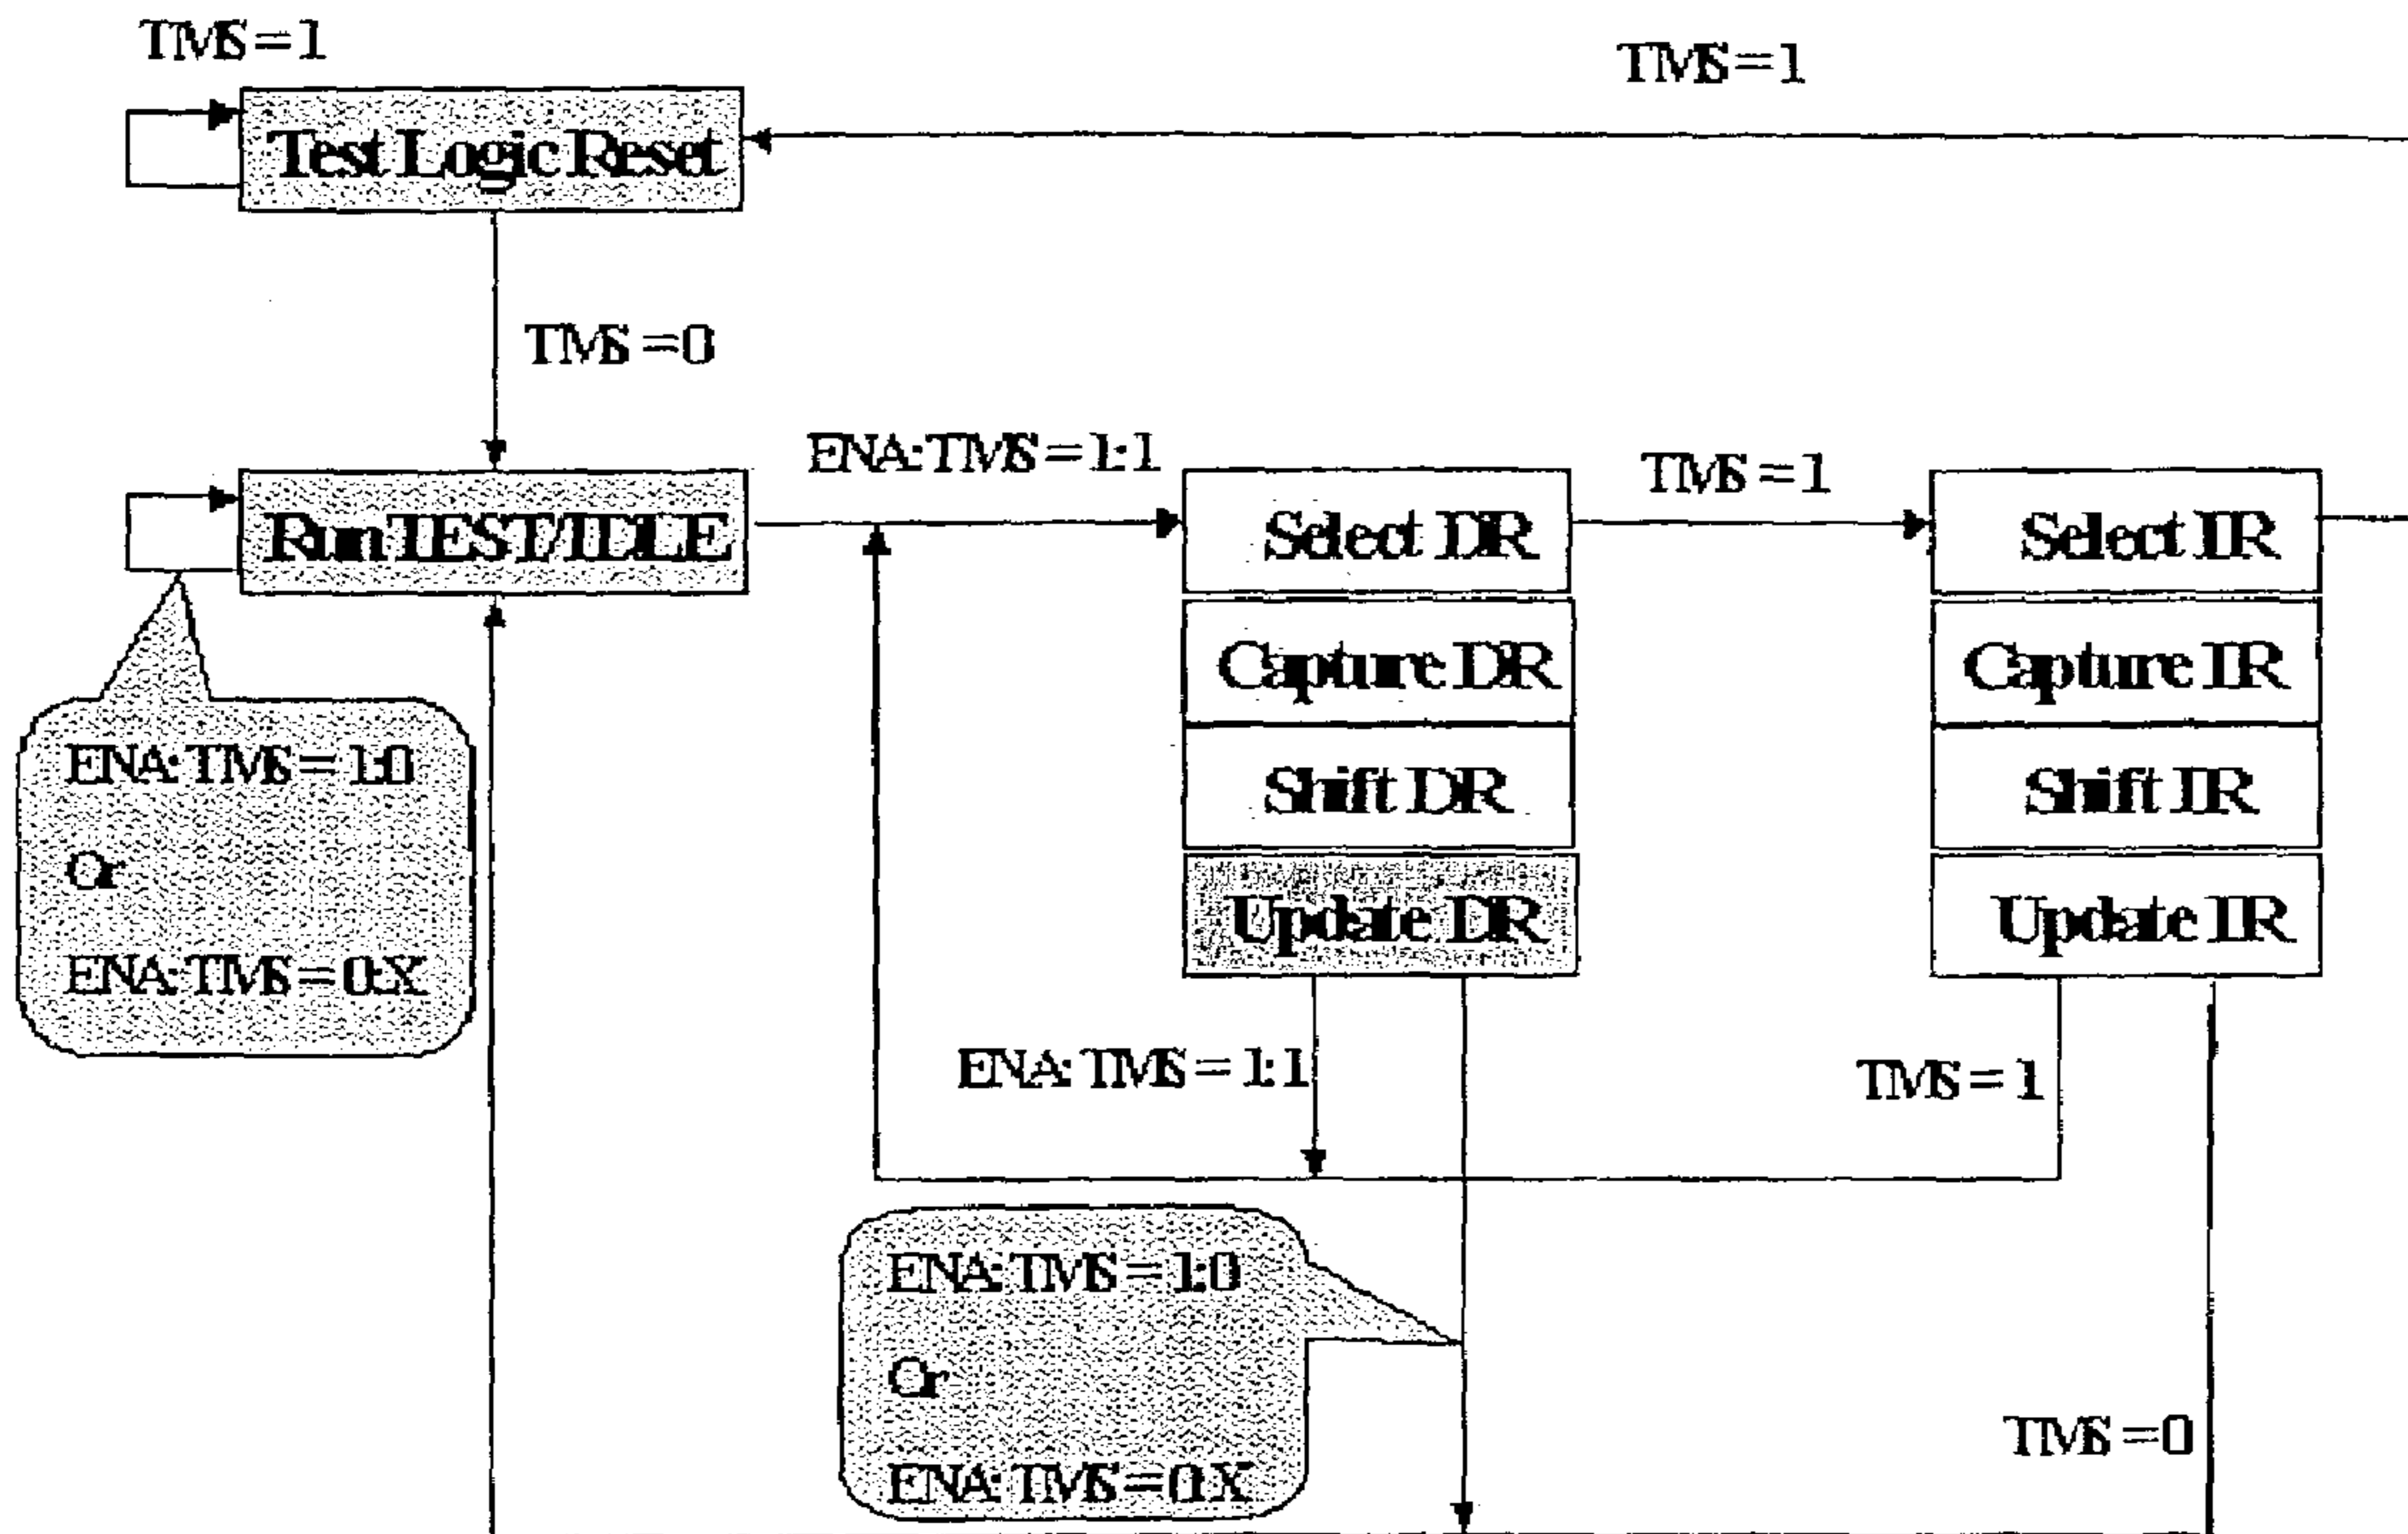 TMS=1
TMS=1
Test Logic Reset
TMS=0
ENA:TMS=1:1
TMS=1
Run TEST/IDLE
Select DR
Select IR
Capture DR
Capture IR
ENA:TMS=1:0
Shift DR
Shift IR
Or
Update DR
Update IR
ENA:TMS=0:X
ENA:TMS=1:1
TMS=1
ENA:TMS=1:0
Or
TMS=0
ENA:TMS=0:X